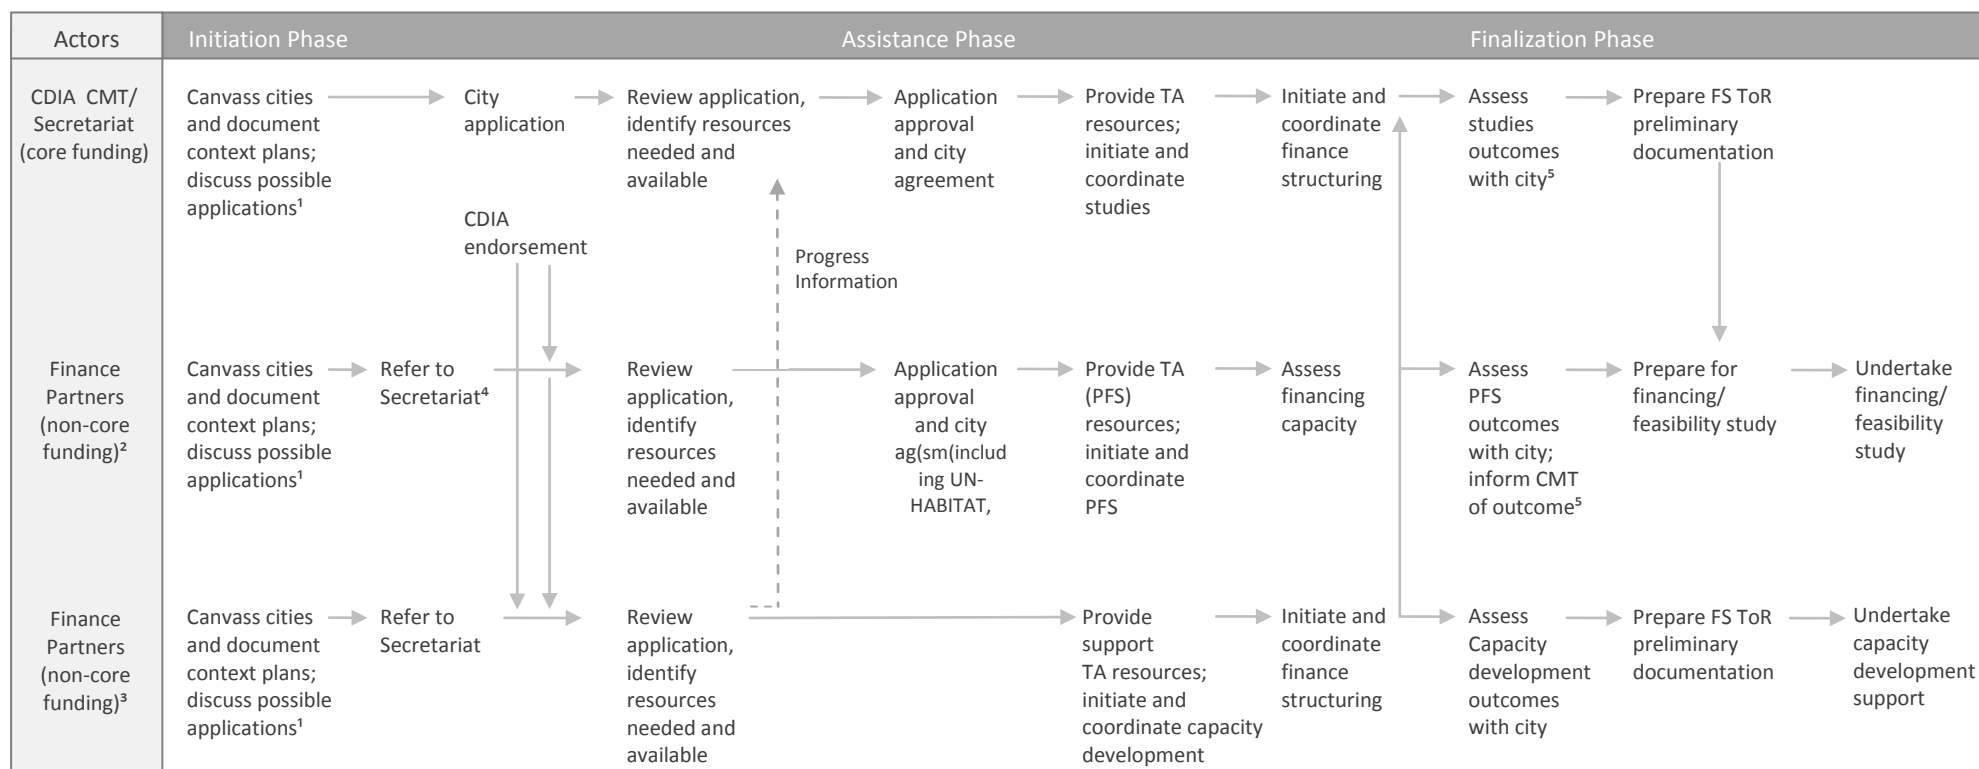 Actors
Initiation Phase
Assistance Phase
Finalization Phase
CDIA CMT/
Secretariat
(core funding)
Canvass cities
and document
context plans;
discuss possible
applications¹
City
application
Review application,
identify resources
needed and
available
Application
approval
and city
agreement
Provide TA
resources;
initiate and
coordinate
studies
Initiate and
coordinate
finance
structuring
Assess
studies
outcomes
with city⁵
Prepare FS ToR
preliminary
documentation
CDIA
endorsement
Progress
Information
Finance
Partners
(non-core
funding)²
Canvass cities
and document
context plans;
discuss possible
applications¹
Refer to
Secretariat⁴
Review
application,
identify
resources
needed and
available
Application
approval
and city
ag(sm(includ
ing UN-
HABITAT,
Provide TA
(PFS)
resources;
initiate and
coordinate
PFS
Assess
financing
capacity
Assess
PFS
outcomes
with city;
inform CMT
of outcome⁵
Prepare for
financing/
feasibility study
Undertake
financing/
feasibility
study
Finance
Partners
(non-core
funding)³
Canvass cities
and document
context plans;
discuss possible
applications¹
Refer to
Secretariat
Review
application,
identify
resources
needed and
available
Provide
support
TA resources;
initiate and
coordinate capacity
development
Initiate and
coordinate
finance
structuring
Assess
Capacity
development
outcomes
with city
Prepare FS ToR
preliminary
documentation
Undertake
capacity
development
support